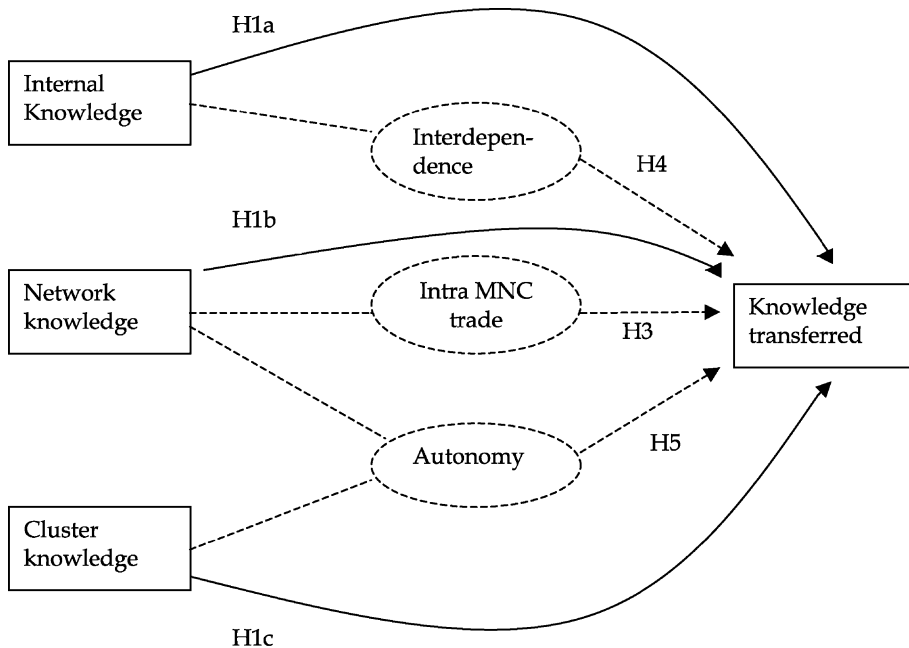 H1a
Internal
Knowledge
Interdepen-
dence
H4
H1b
Network
knowledge
Intra MNC
trade
H3
Knowledge
transferred
Autonomy
H5
Cluster
knowledge
H1c